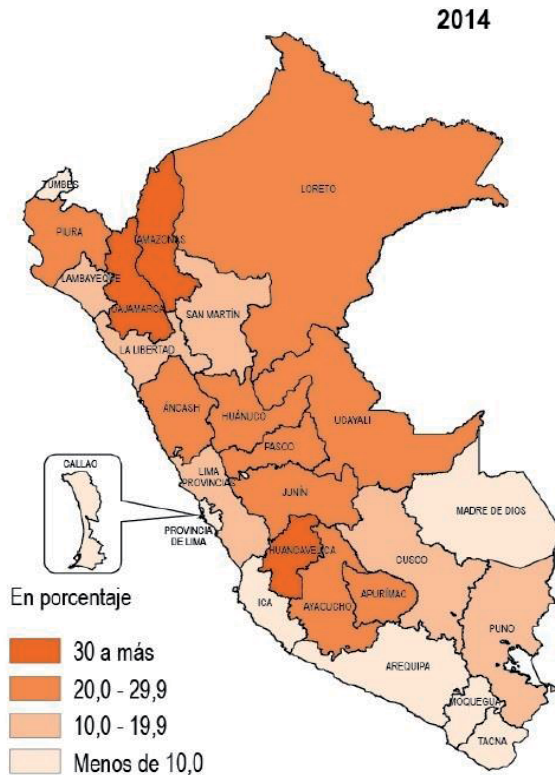 2014
LORETO
TUMBES
PIURA
AMAZONAS
LAMBAYEQUE
CAJAMARCA
SAN MARTÍN
LA LIBERTAD
ÁNCASH
HUÁNUCO
UCAYALI
PASCO
CALLAO
LIMA
PROVINCIAS
JUNÍN
MADRE DE DIOS
PROVINCIA
DE LIMA
HUANCAVELICA
CUSCO
ICA
APURÍMAC
AYACUCHO
PUNO
AREQUIPA
MOQUEGUA
TACNA
En porcentaje
30 a más
20,0 - 29,9
10,0 - 19,9
Menos de 10,0